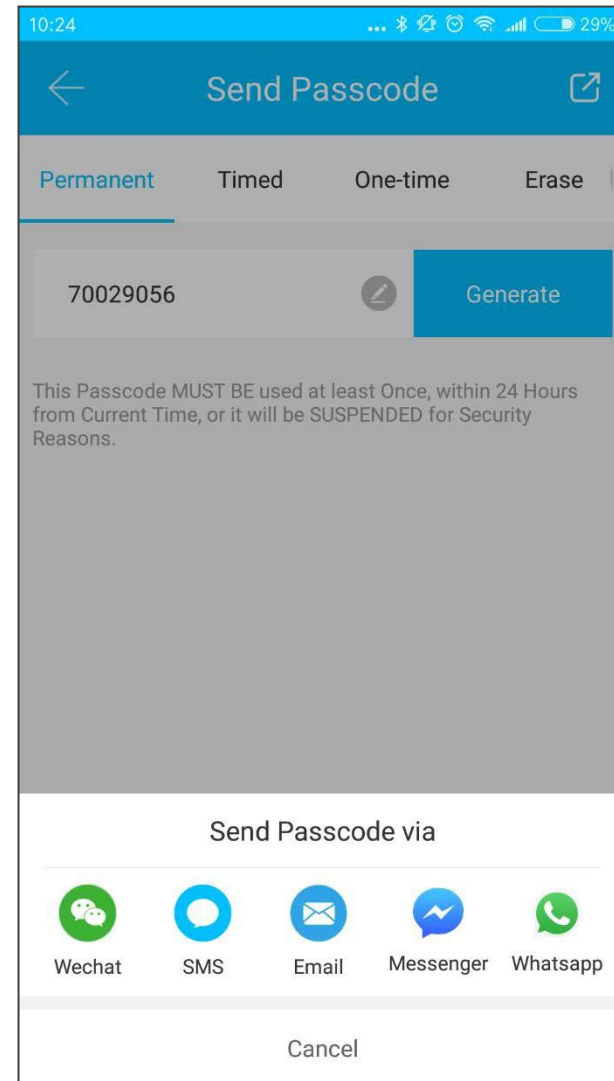 10:24 ... 29%
Send Passcode
Permanent Timed One-time Erase
70029056 Generate
This Passcode MUST BE used at least Once, within 24 Hours
from Current Time, or it will be SUSPENDED for Security
Reasons.
Send Passcode via
Wechat SMS Email Messenger Whatsapp
Cancel